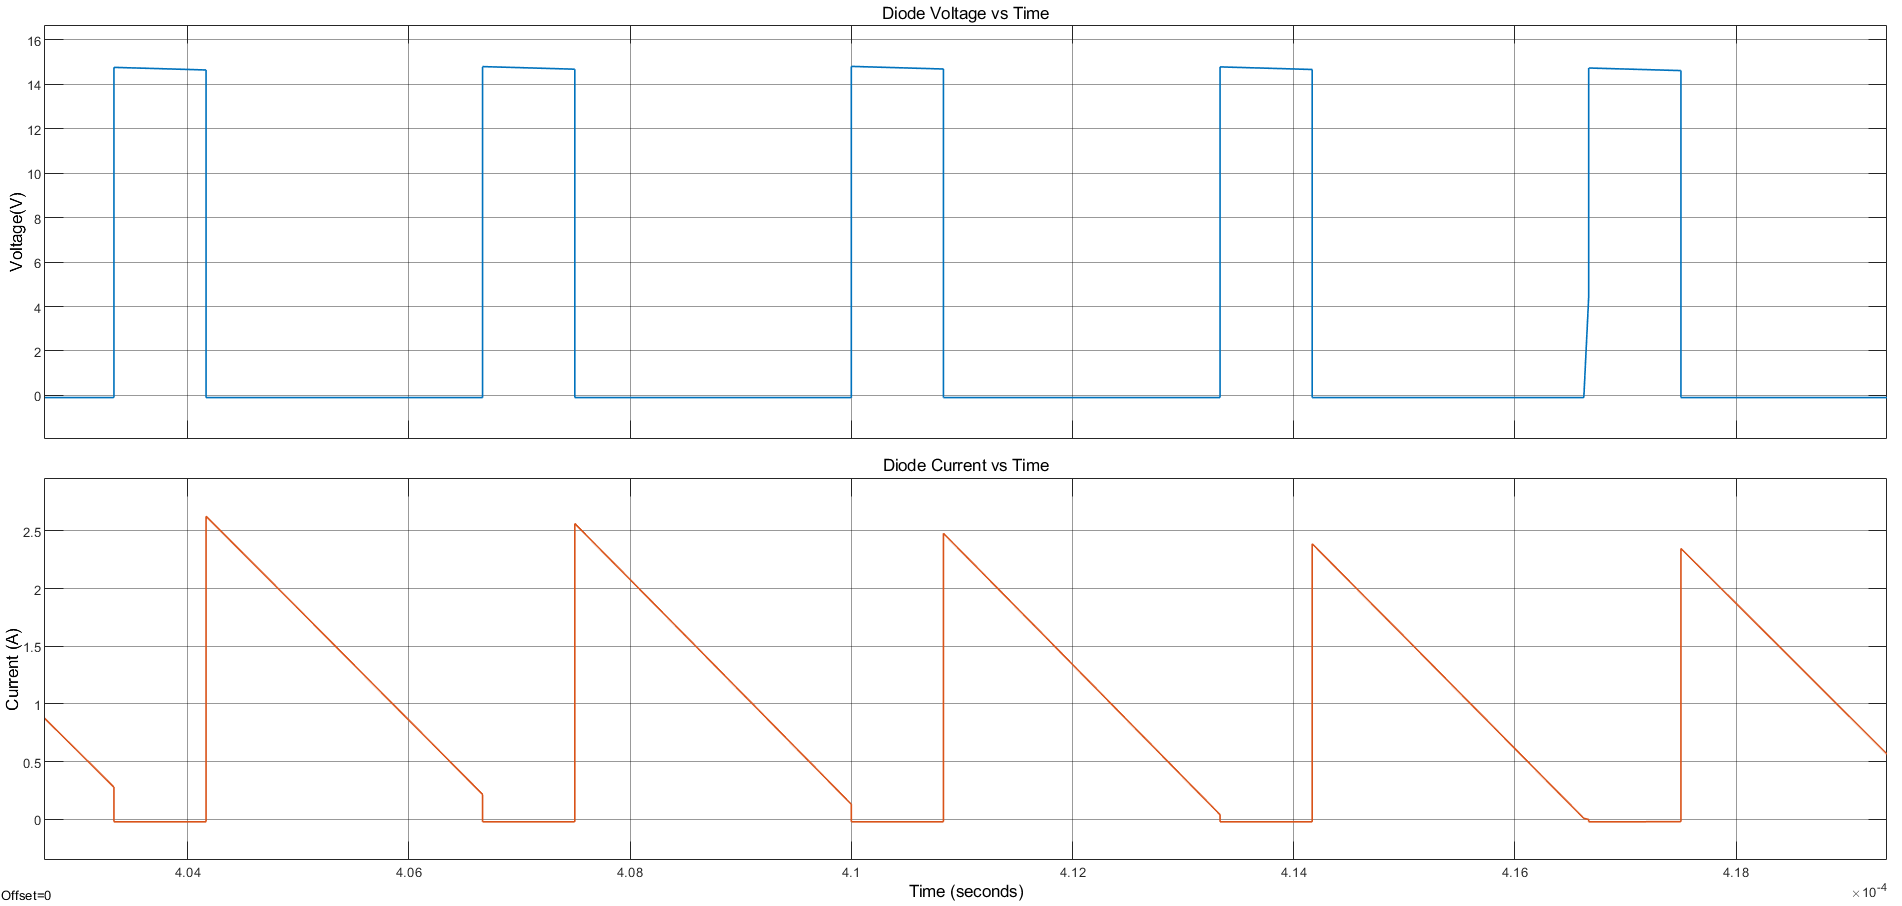 Diode Voltage vs Time
16
14
12
10
8
6
4
2
0
Voltage(V)
Diode Current vs Time
2.5
2
1.5
1
0.5
0
Current (A)
4.04 4.06 4.08 4.1 4.12 4.14 4.16 4.18
Time (seconds)
×10-4
Offset=0